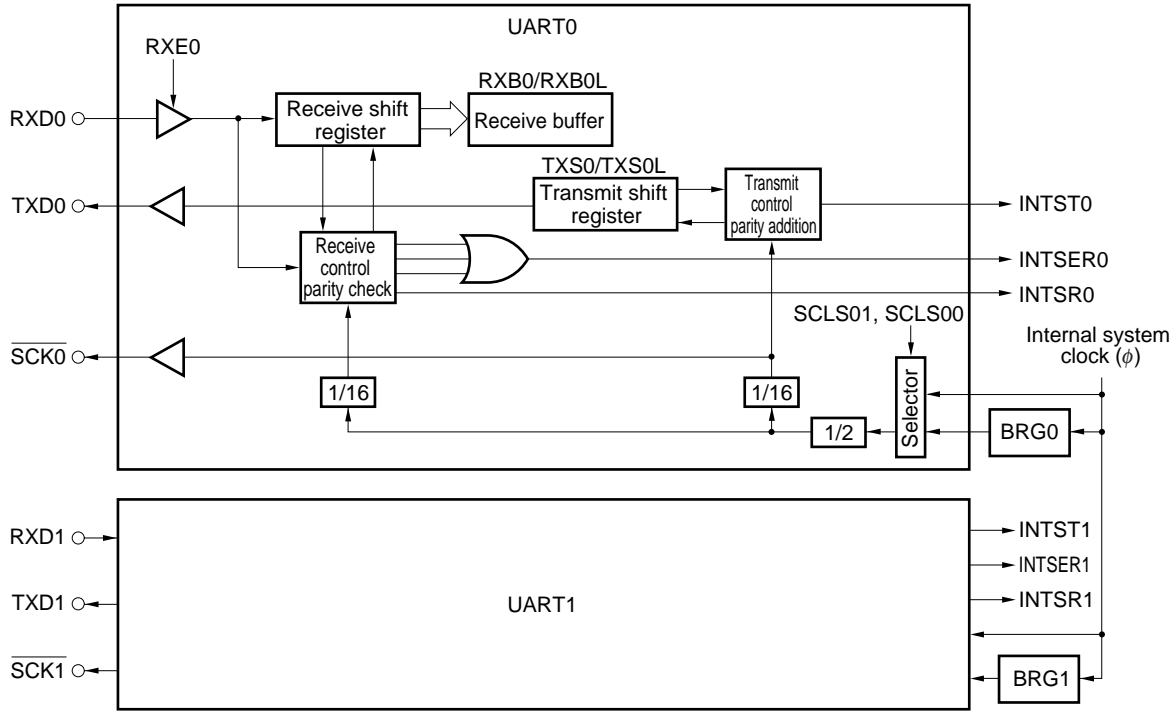 UART0
RXE0
RXB0/RXB0L
RXD0
Receive shift
register
Receive buffer
TXS0/TXS0L
TXD0
Transmit shift
register
Transmit
control
parity addition
INTST0
Receive
control
parity check
INTSER0
INTSR0
SCLS01, SCLS00
SCK0
Internal system
clock (ϕ)
1/16
1/16
1/2
Selector
BRG0
RXD1
TXD1
SCK1
UART1
INTST1
INTSER1
INTSR1
BRG1